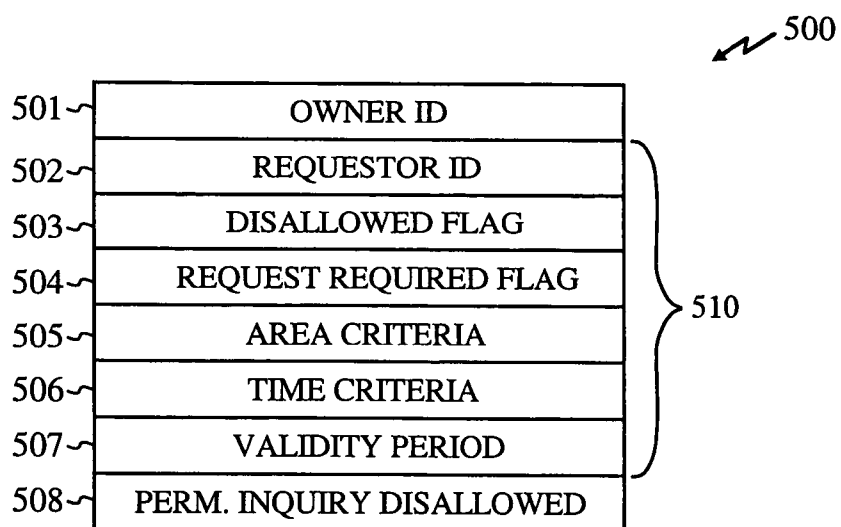 500
501 OWNER ID
502 REQUESTOR ID
503 DISALLOWED FLAG
504 REQUEST REQUIRED FLAG
505 AREA CRITERIA
510
506 TIME CRITERIA
507 VALIDITY PERIOD
508 PERM. INQUIRY DISALLOWED